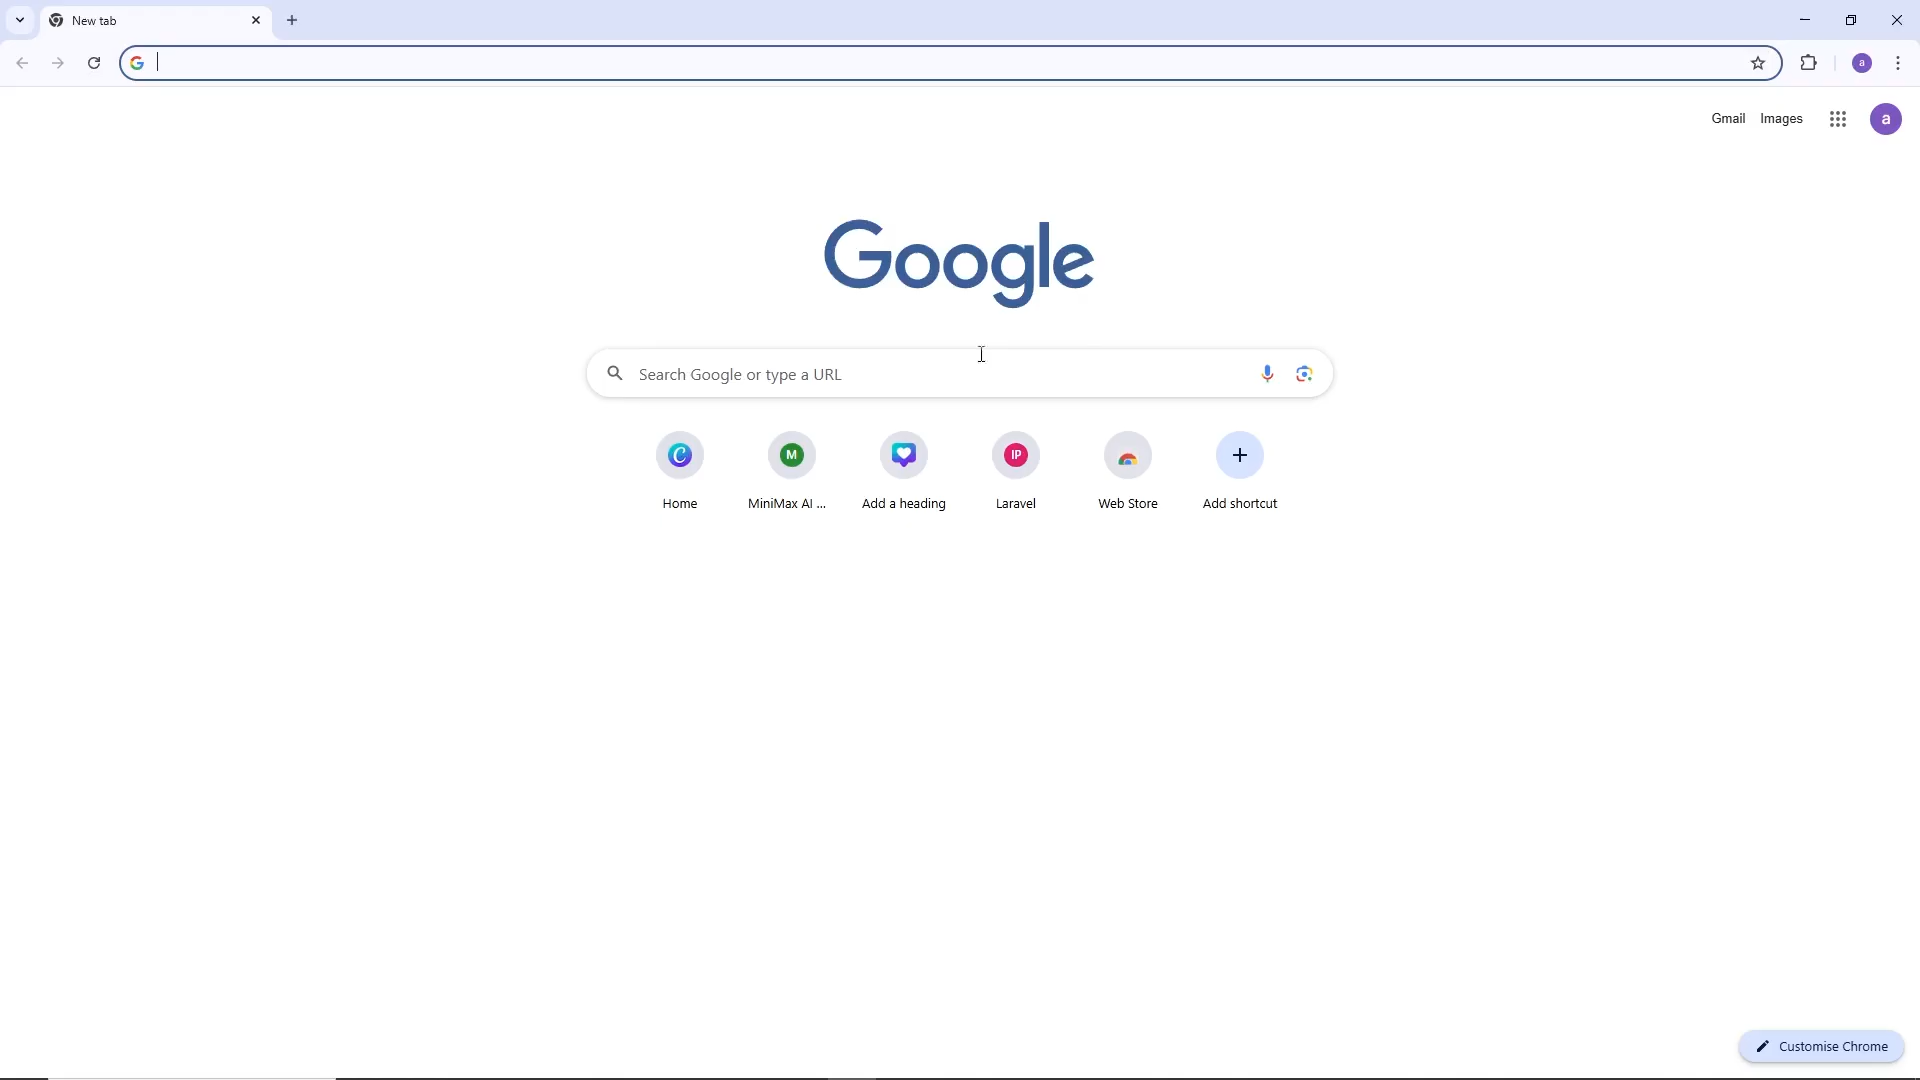 New tab
Gmail Images a
a
Google
Search Google or type a URL
C M IP
Home MiniMax AI ... Add a heading Laravel Web Store Add shortcut
Customise Chrome